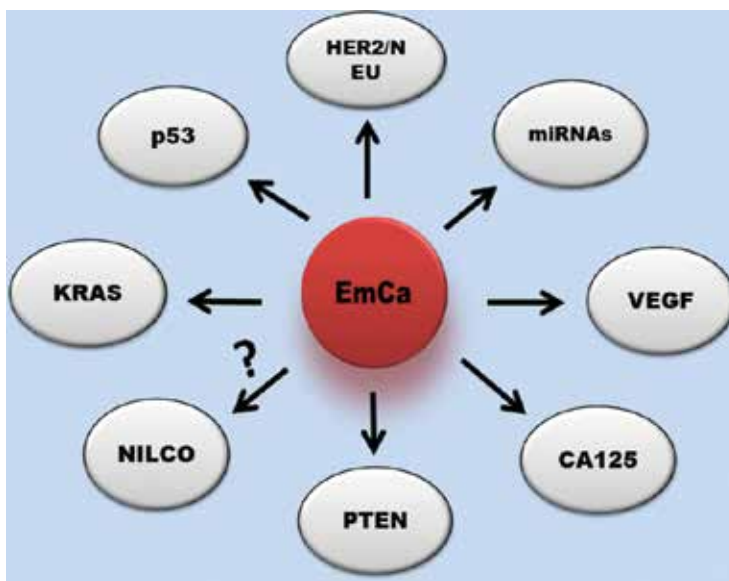 HER2/N
EU
p53
miRNAs
EmCa
KRAS
VEGF
?
NILCO
CA125
PTEN